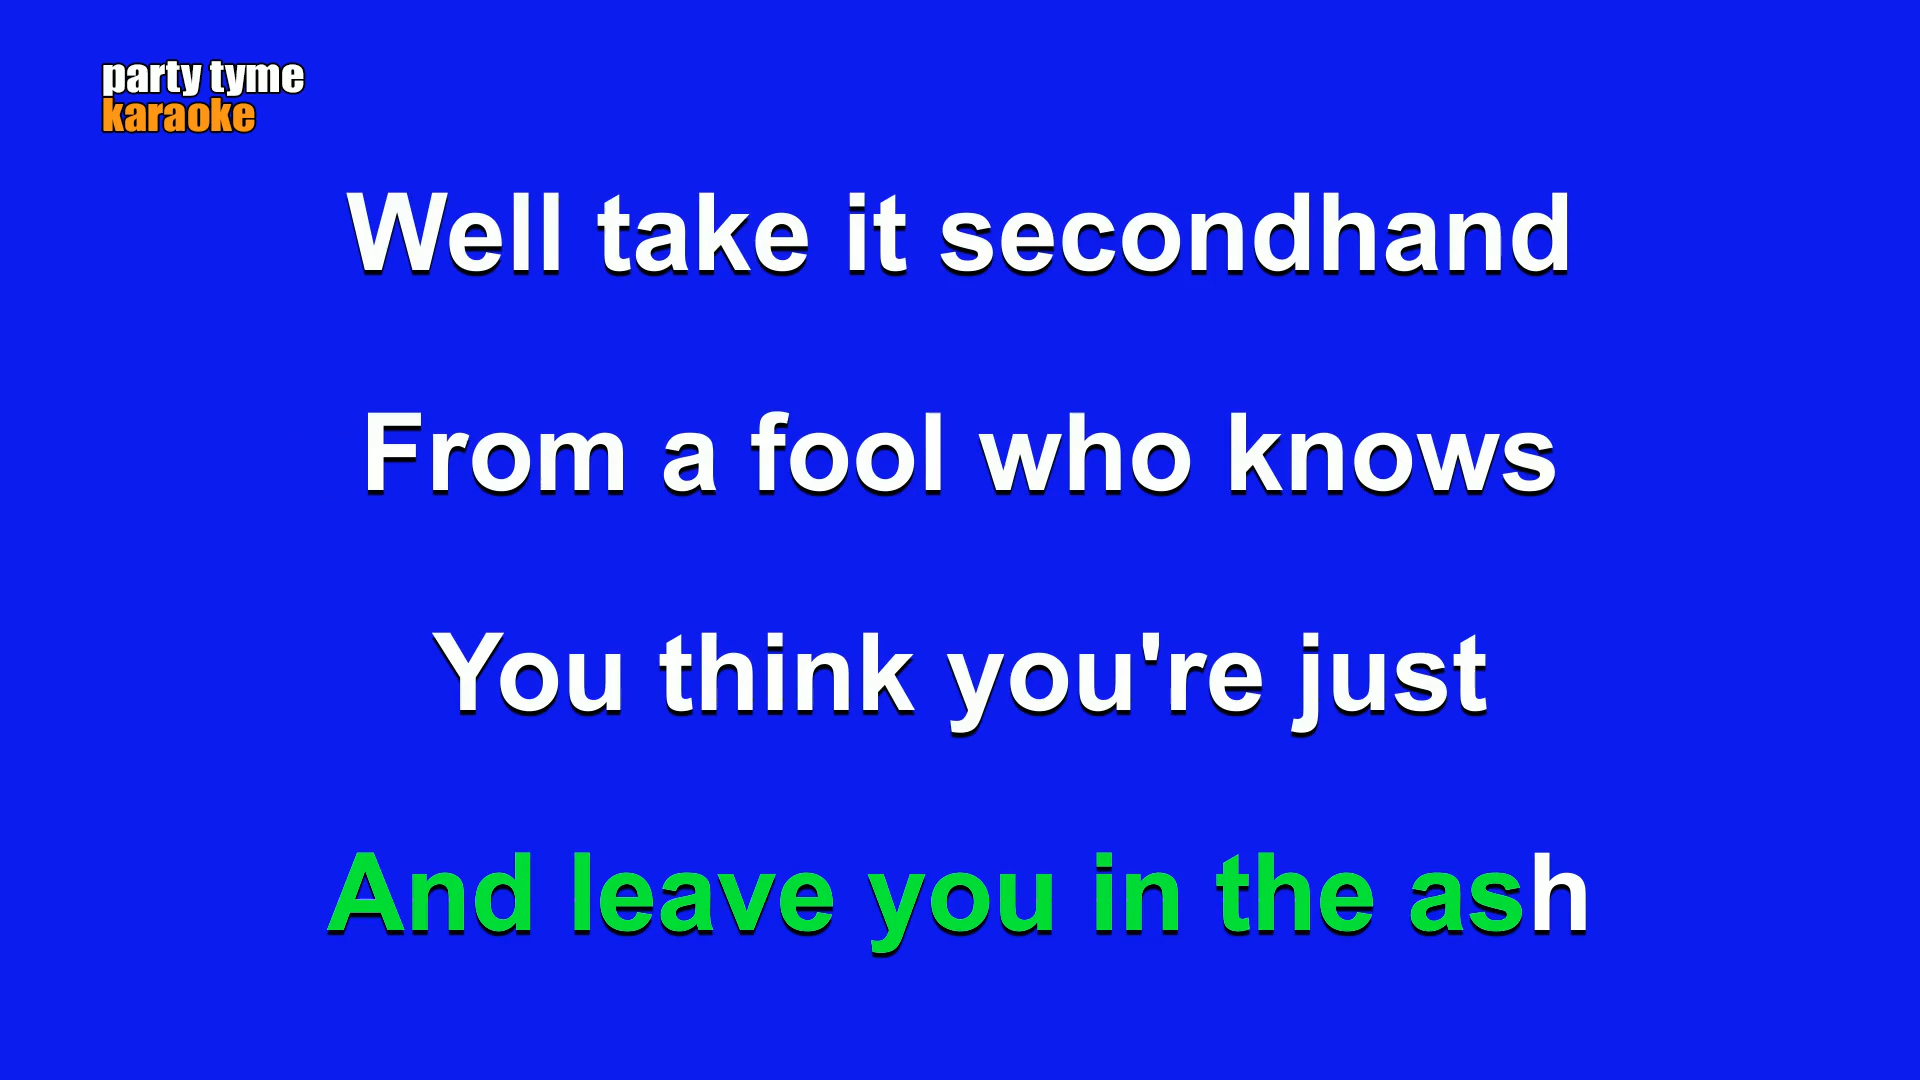 party tyme
karaoke
Well take it secondhand
From a fool who knows
You think you're just
And leave you in the ash